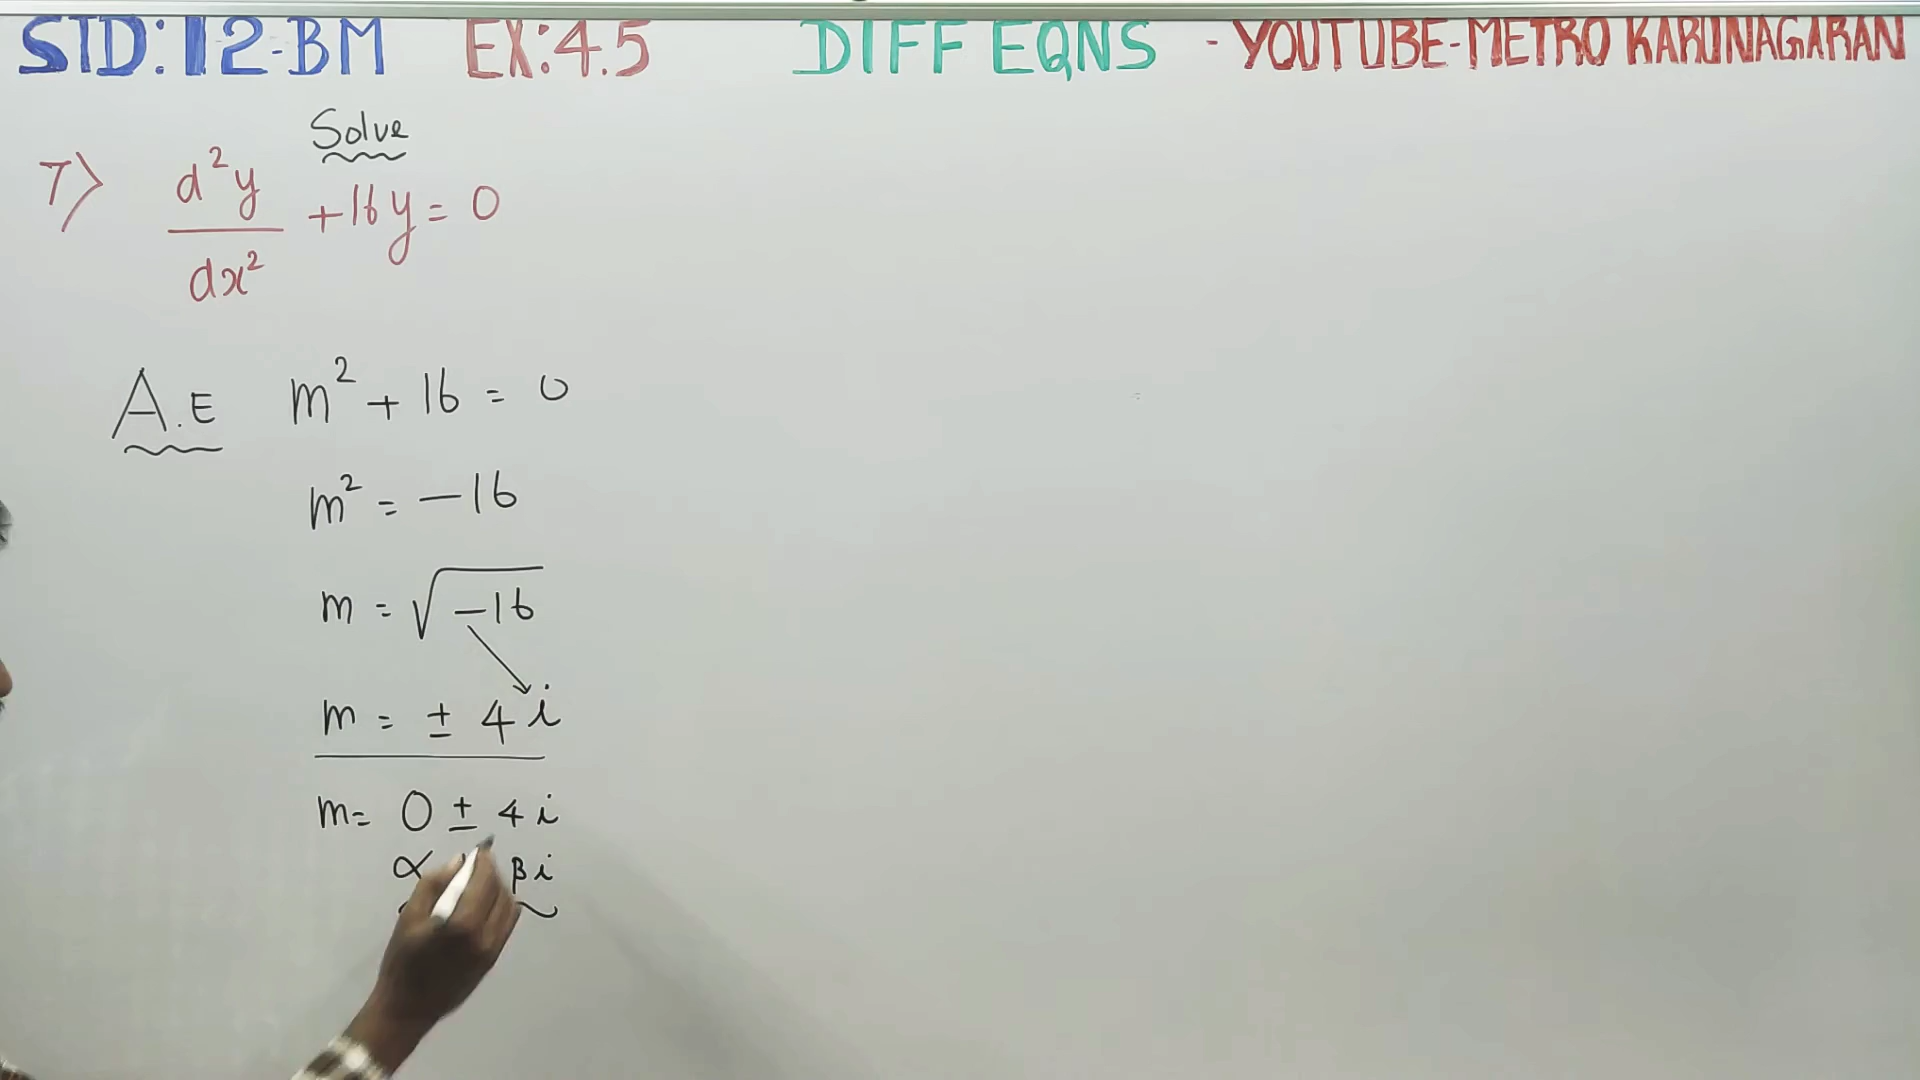 STD:12-BM EX:4.5 DIFF EQNS - YOUTUBE-METRO KARUNAGARAN
Solve
7> d²y/dx² + 16y = 0
A.E m² + 16 = 0
m² = -16
m = √-16
m = ± 4i
m = 0 ± 4i
α βi